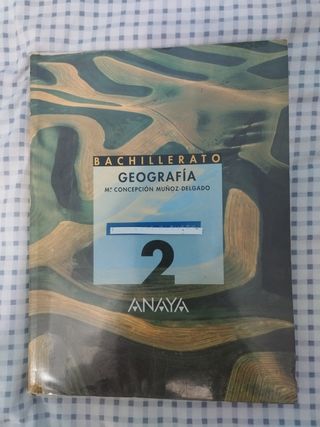 BACHILLERATO
GEOGRAFÍA
Mª CONCEPCIÓN MUÑOZ-DELGADO
2
ANAYA